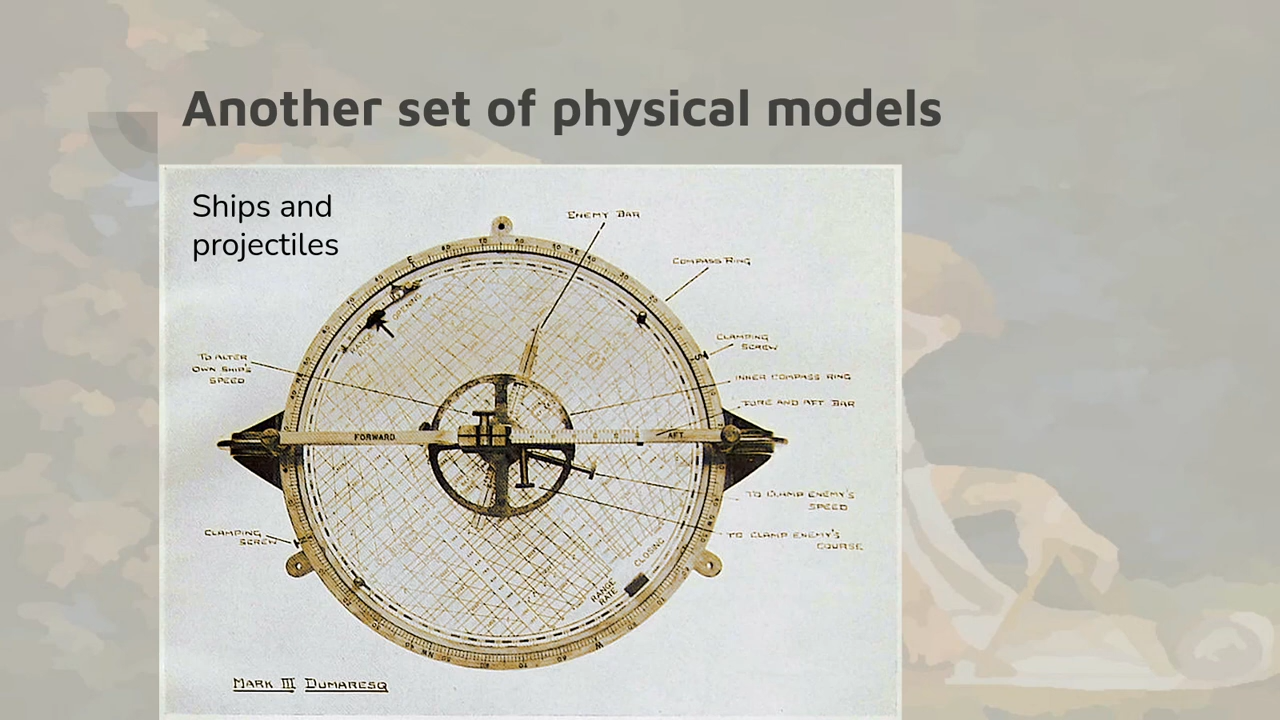 Another set of physical models
Ships and
projectiles
ENEMY BAR
COMPASS RING
CLAMPING
SCREW
TO ALTER
OWN SHIP'S
SPEED
INNER COMPASS RING
FORE AND AFT BAR
OPENING
RANGE
FORWARD
AFT
TO CLAMP ENEMY'S
SPEED
CLAMPING
SCREW
TO CLAMP ENEMY'S
COURSE
CLOSING
RANGE
RATE
MARK III DUMARESQ